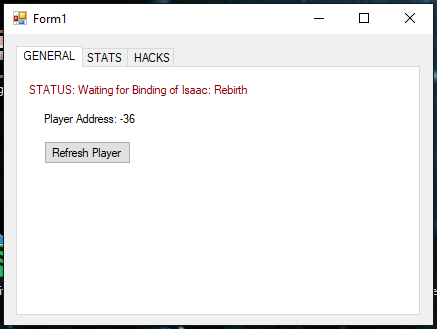 Form1
GENERAL STATS HACKS
STATUS: Waiting for Binding of Isaac: Rebirth
Player Address: -36
Refresh Player